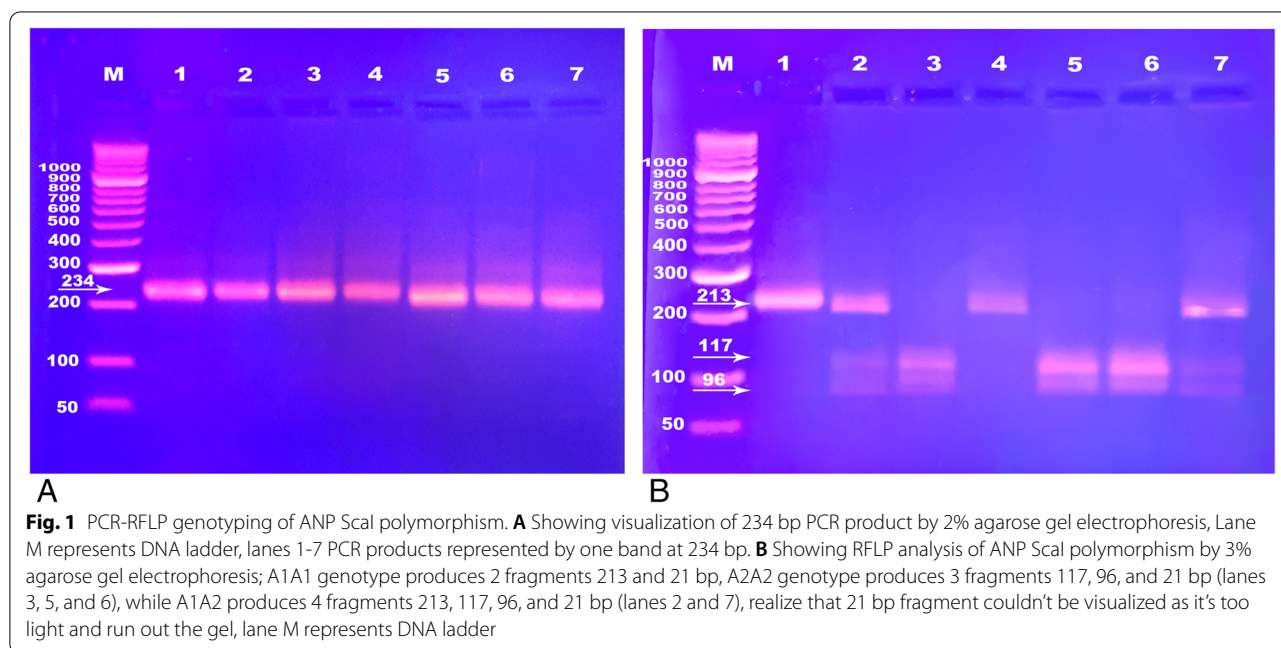 M 1 2 3 4 5 6 7
1000
900
800
700
600
500
400
300
234
200
100
50
A
M 1 2 3 4 5 6 7
1000
900
800
700
600
500
400
300
213
200
117
100
96
50
B
Fig. 1 PCR-RFLP genotyping of ANP ScaI polymorphism. A Showing visualization of 234 bp PCR product by 2% agarose gel electrophoresis, Lane
M represents DNA ladder, lanes 1-7 PCR products represented by one band at 234 bp. B Showing RFLP analysis of ANP ScaI polymorphism by 3%
agarose gel electrophoresis; A1A1 genotype produces 2 fragments 213 and 21 bp, A2A2 genotype produces 3 fragments 117, 96, and 21 bp (lanes
3, 5, and 6), while A1A2 produces 4 fragments 213, 117, 96, and 21 bp (lanes 2 and 7), realize that 21 bp fragment couldn't be visualized as it's too
light and run out the gel, lane M represents DNA ladder